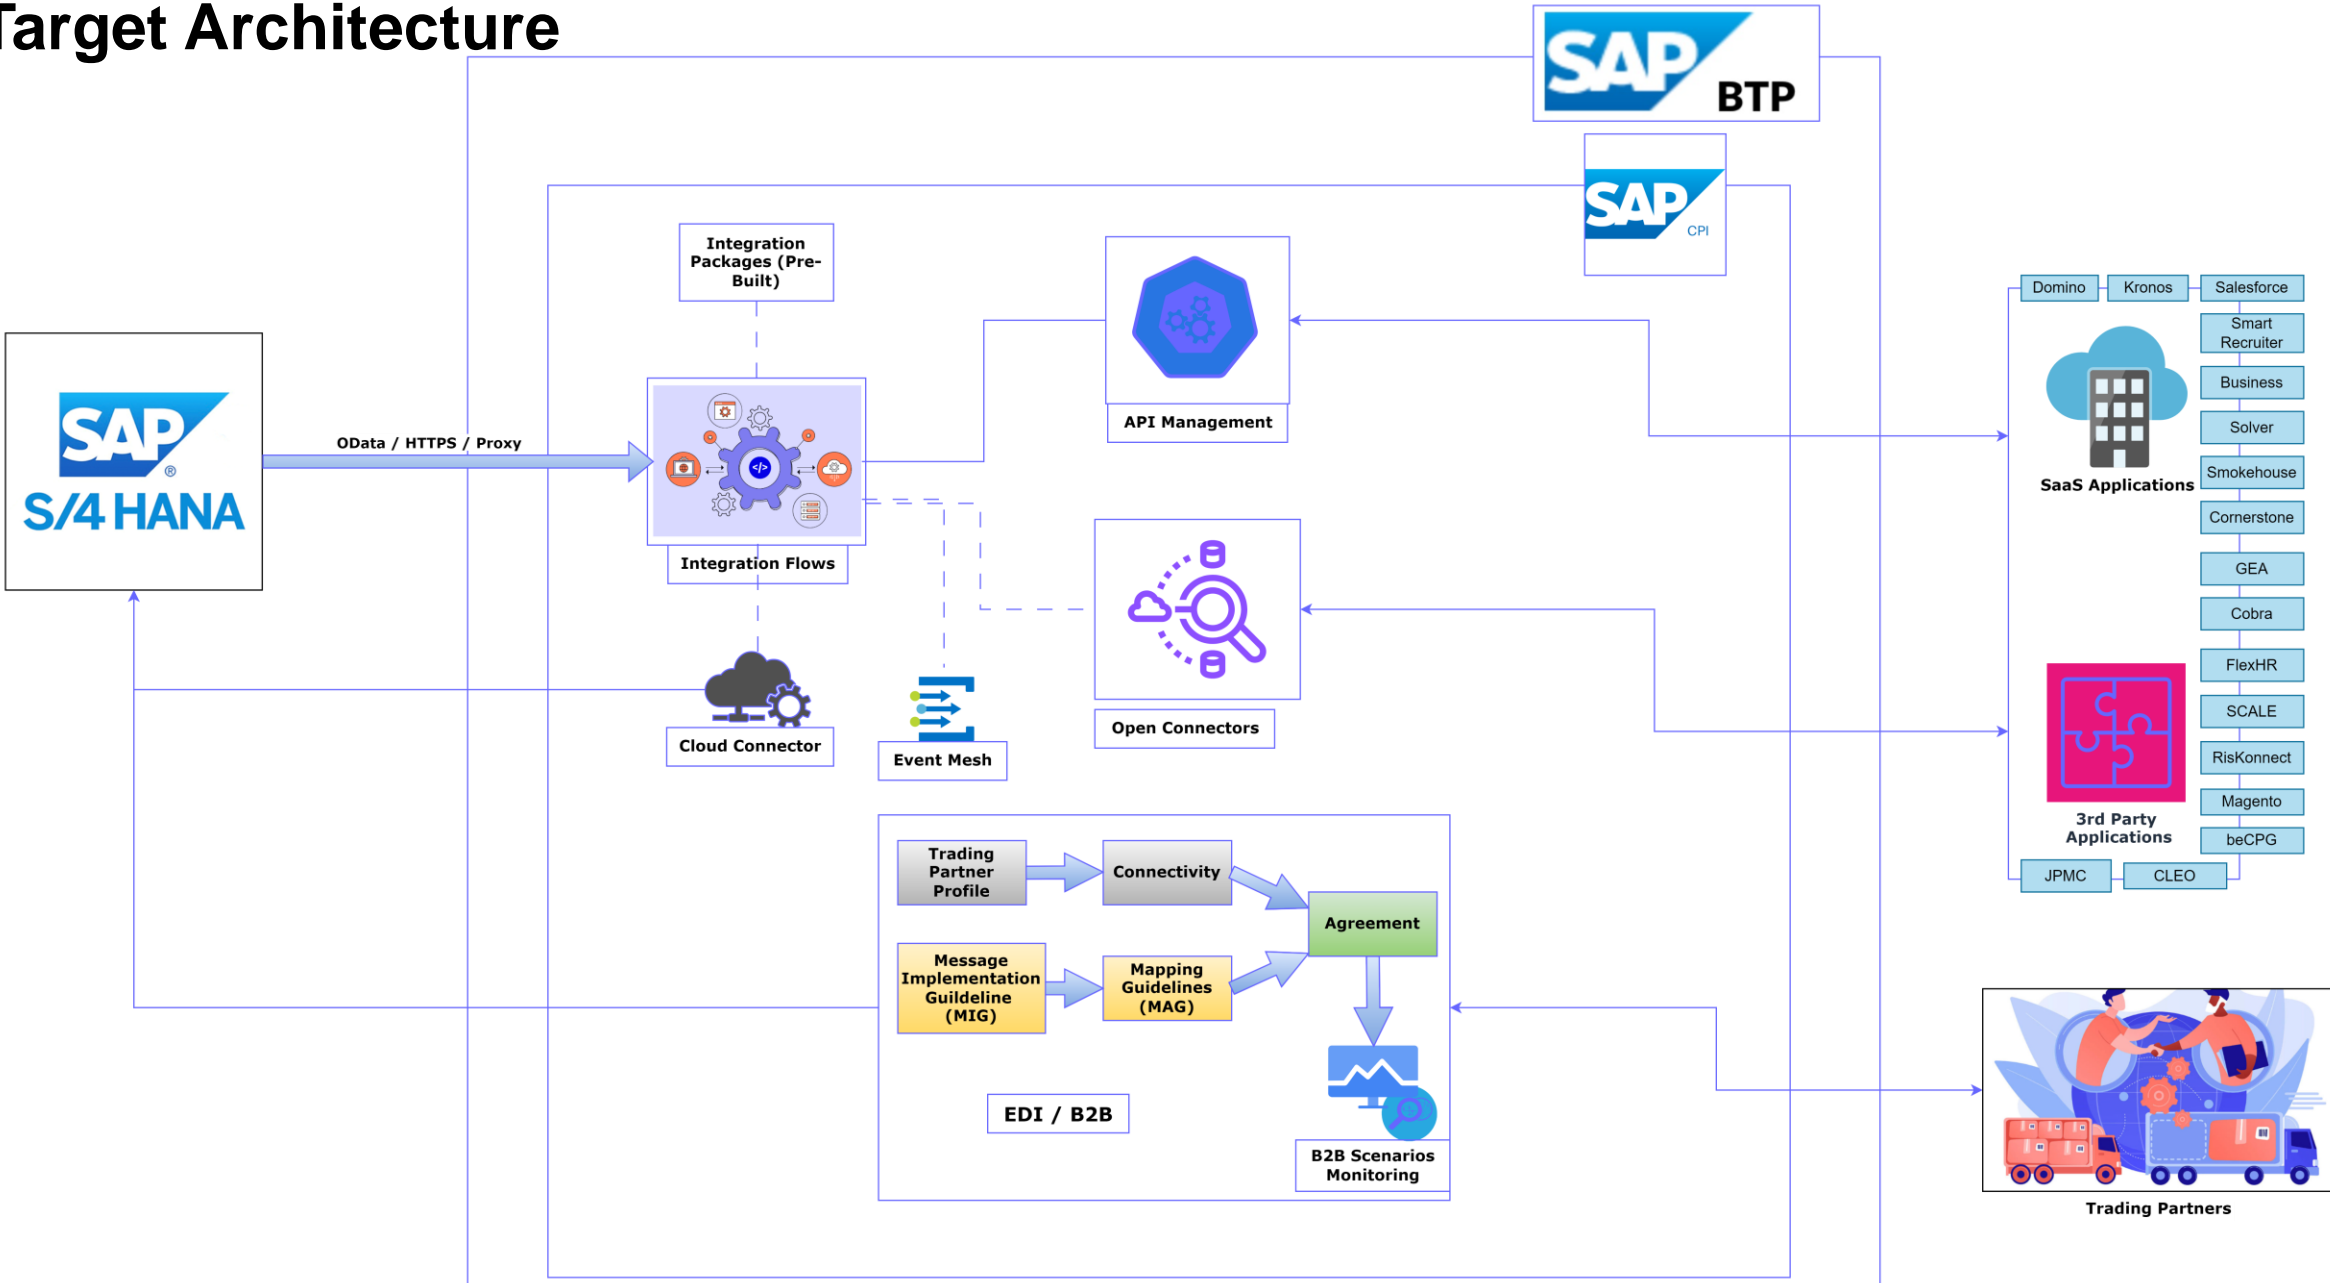 Target Architecture
SAP
BTP
SAP
CPI
Integration
Packages (Pre-
Built)
API Management
SAP
®
S/4 HANA
OData / HTTPS / Proxy
</>
Integration Flows
Cloud Connector
Event Mesh
Open Connectors
Domino
Kronos
Salesforce
Smart
Recruiter
Business
Solver
Smokehouse
Cornerstone
GEA
Cobra
FlexHR
SCALE
RisKonnect
Magento
beCPG
JPMC
CLEO
SaaS Applications
3rd Party
Applications
Trading
Partner
Profile
Connectivity
Agreement
Message
Implementation
Guildeline
(MIG)
Mapping
Guidelines
(MAG)
EDI / B2B
B2B Scenarios
Monitoring
Trading Partners